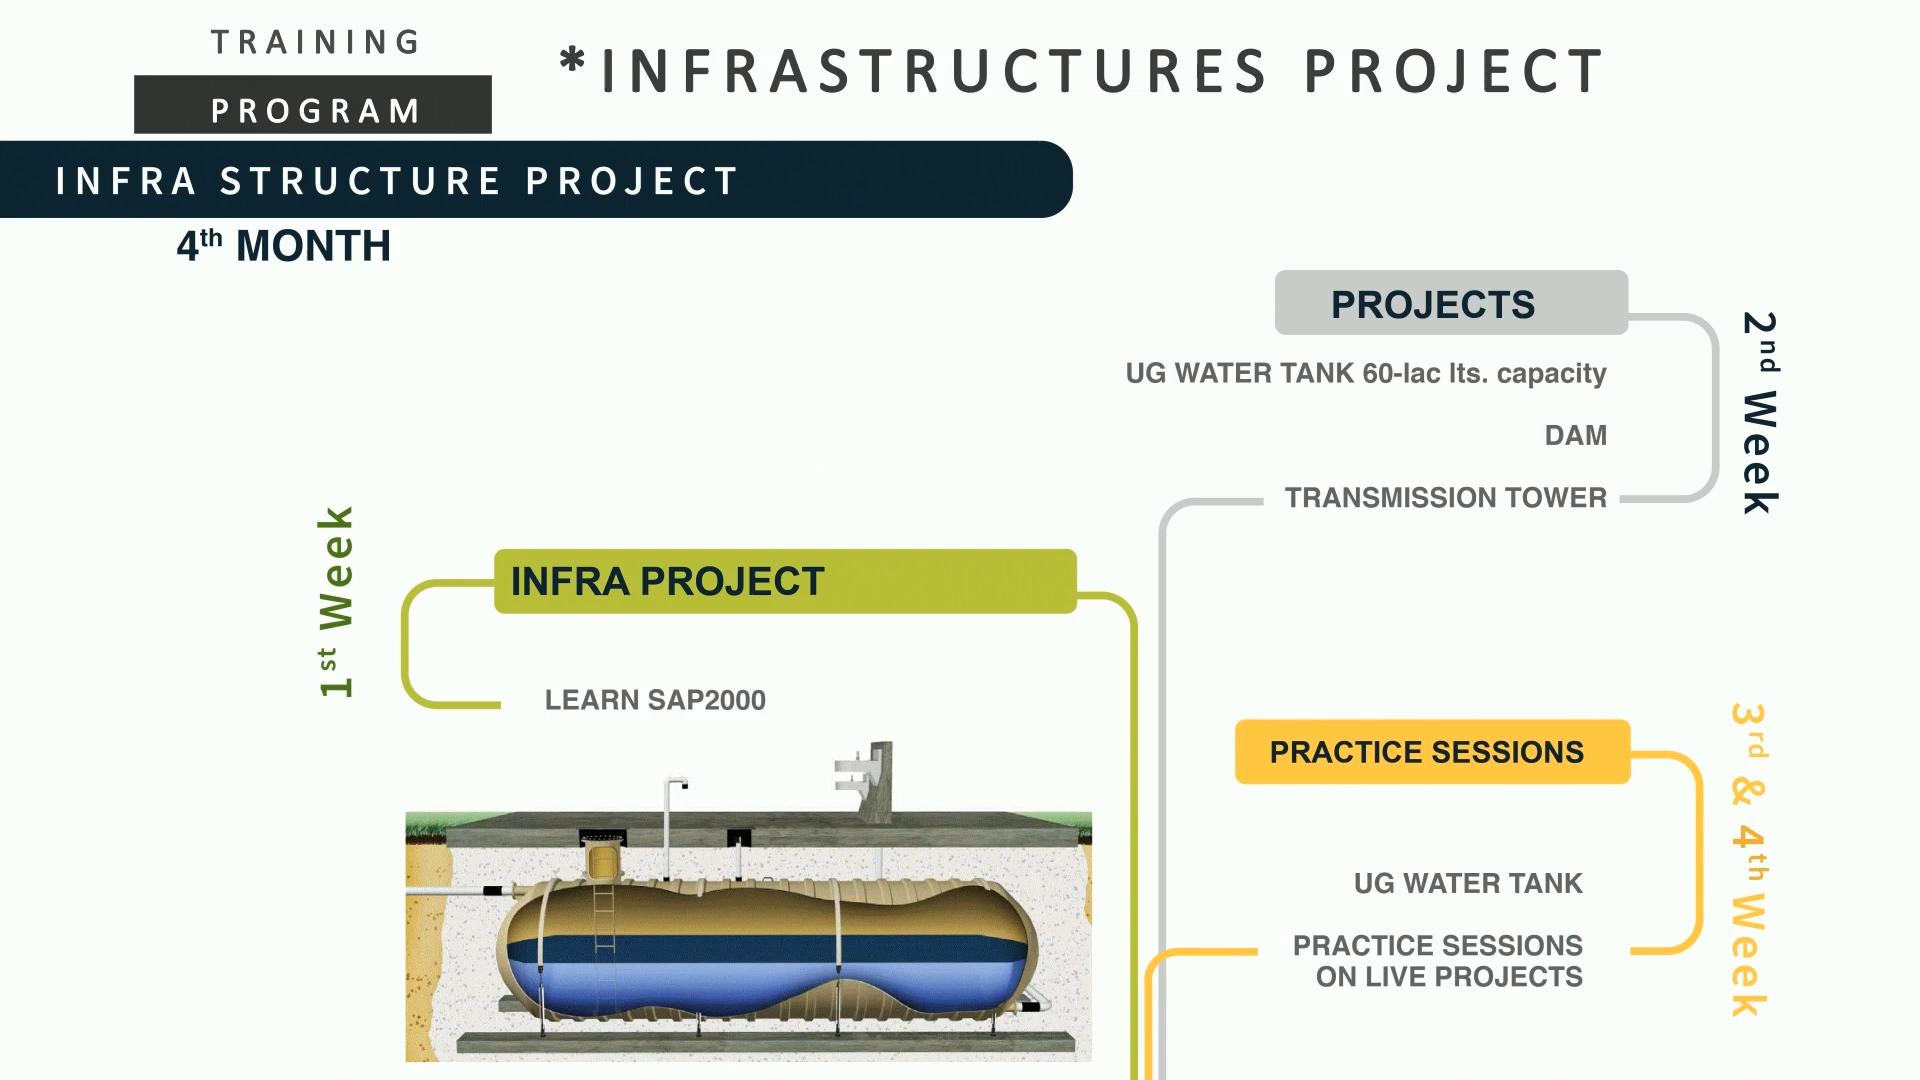 TRAINING
PROGRAM
*INFRASTRUCTURES PROJECT
INFRA STRUCTURE PROJECT
4th MONTH
1st Week
INFRA PROJECT
LEARN SAP2000
PROJECTS
UG WATER TANK 60-lac lts. capacity
DAM
TRANSMISSION TOWER
2nd Week
PRACTICE SESSIONS
UG WATER TANK
PRACTICE SESSIONS
ON LIVE PROJECTS
3rd & 4th Week